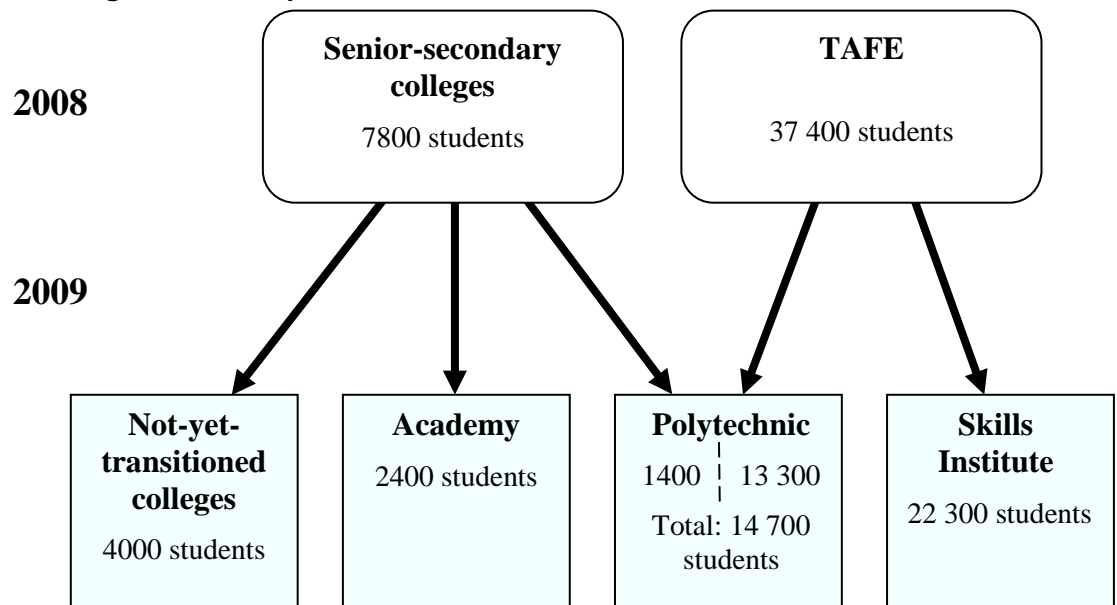 Senior-secondary
colleges
7800 students
TAFE
37 400 students
2008
2009
Not-yet-
transitioned
colleges
4000 students
Academy
2400 students
Polytechnic
1400 13 300
Total: 14 700
students
Skills
Institute
22 300 students